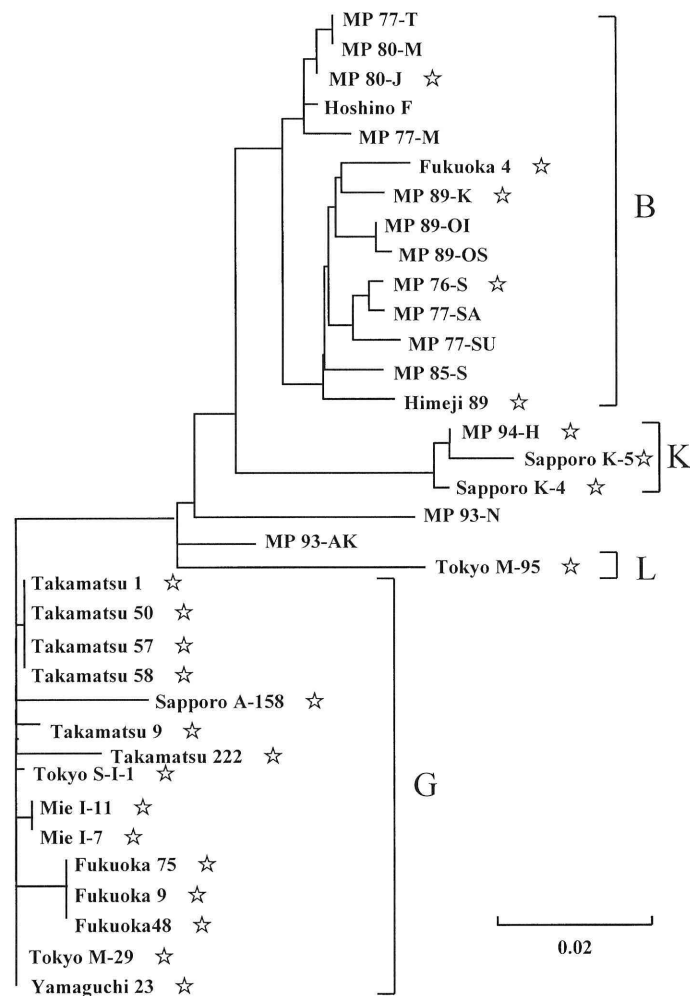 MP 77-T
MP 80-M
MP 80-J ☆
Hoshino F
MP 77-M
Fukuoka 4 ☆
MP 89-K ☆
B
MP 89-OI
MP 89-OS
MP 76-S ☆
MP 77-SA
MP 77-SU
MP 85-S
Himeji 89 ☆
MP 94-H ☆
Sapporo K-5☆
K
Sapporo K-4 ☆
MP 93-N
MP 93-AK
Tokyo M-95 ☆
L
Takamatsu 1 ☆
Takamatsu 50 ☆
Takamatsu 57 ☆
Takamatsu 58 ☆
Sapporo A-158 ☆
Takamatsu 9 ☆
Takamatsu 222 ☆
Tokyo S-I-1 ☆
G
Mie I-11 ☆
Mie I-7 ☆
Fukuoka 75 ☆
Fukuoka 9 ☆
Fukuoka48 ☆
0.02
Tokyo M-29 ☆
Yamaguchi 23 ☆